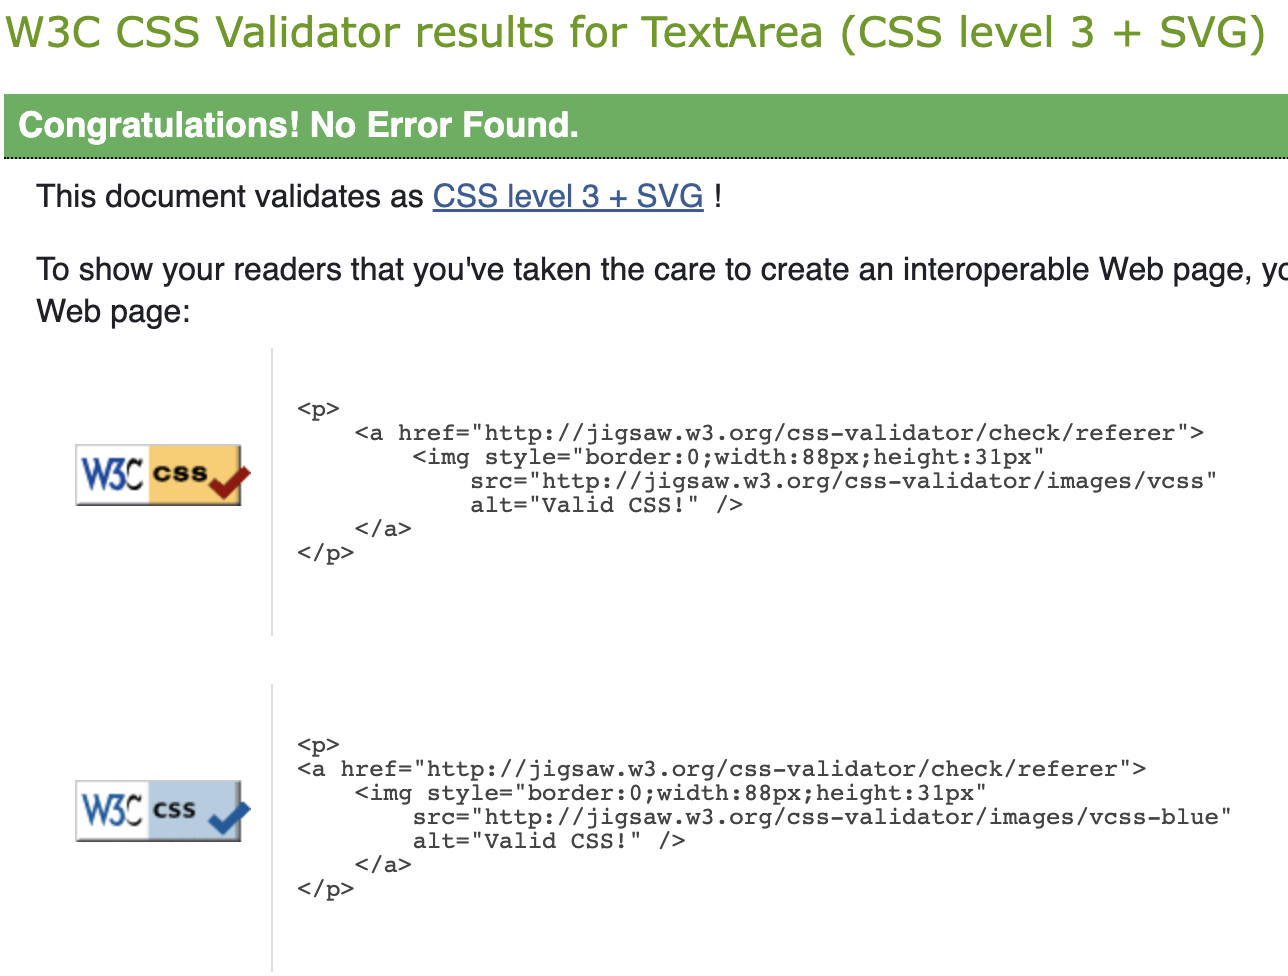 W3C CSS Validator results for TextArea (CSS level 3 + SVG)
Congratulations! No Error Found.
This document validates as CSS level 3 + SVG !
To show your readers that you've taken the care to create an interoperable Web page,
Web page:
W3C css
<p>
<a href="http://jigsaw.w3.org/css-validator/check/referer">
<img style="border:0;width:88px;height:31px"
src="http://jigsaw.w3.org/css-validator/images/vcss"
alt="Valid CSS!" />
</a>
</p>
W3C css
<p>
<a href="http://jigsaw.w3.org/css-validator/check/referer">
<img style="border:0;width:88px;height:31px"
src="http://jigsaw.w3.org/css-validator/images/vcss-blue"
alt="Valid CSS!" />
</a>
</p>